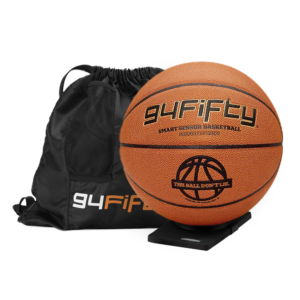 94FIFTY
94FIFTY
SMART SENSOR BASKETBALL
THE BALL DON'T LIE.